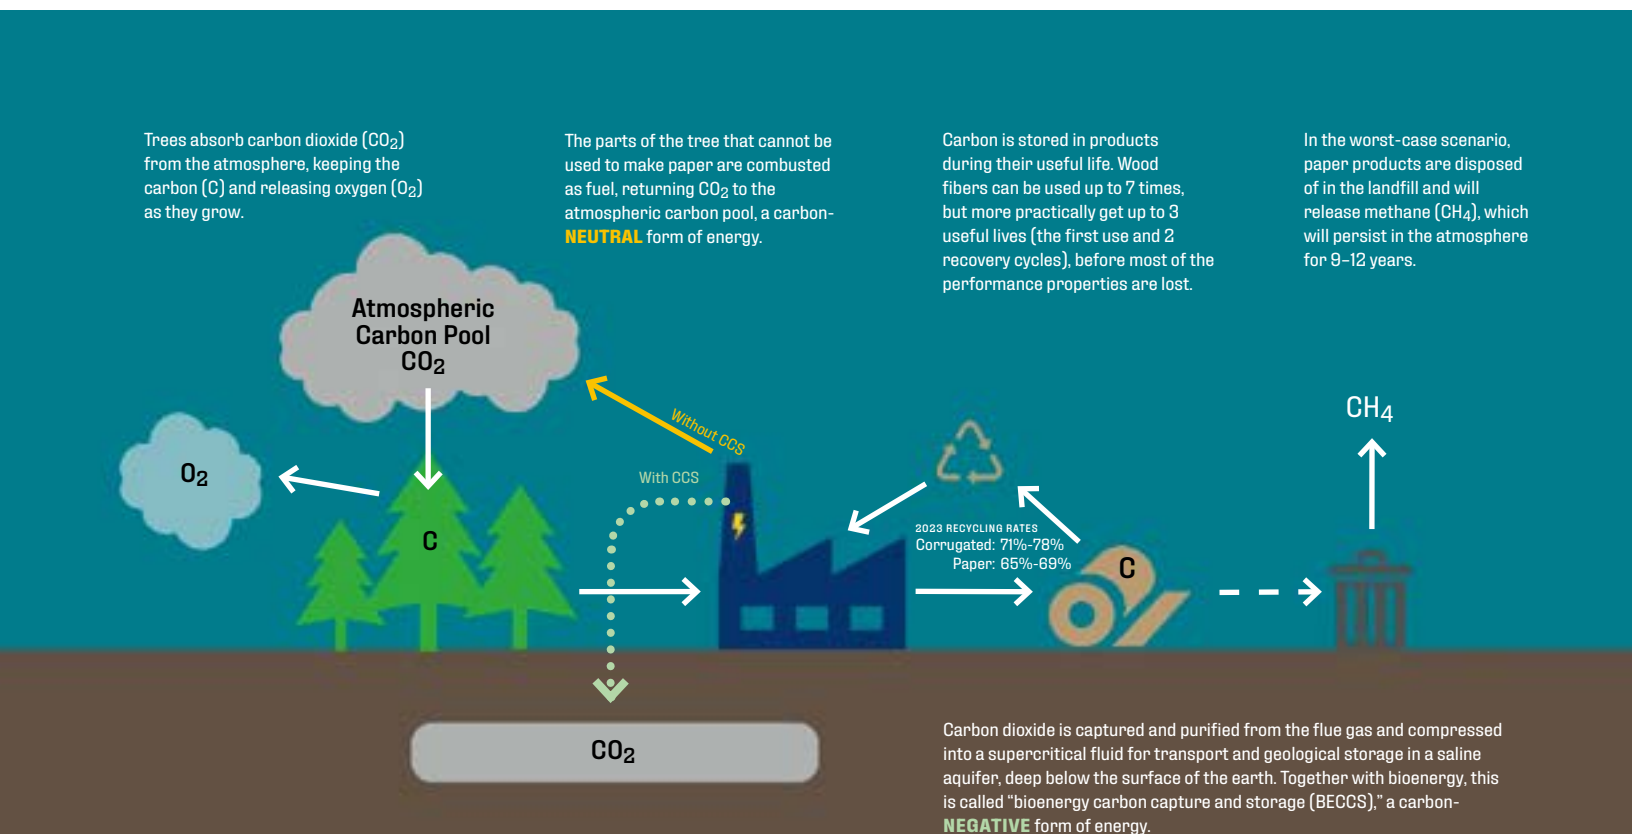 Trees absorb carbon dioxide (CO₂)
from the atmosphere, keeping the
carbon (C) and releasing oxygen (O₂)
as they grow.
The parts of the tree that cannot be
used to make paper are combusted
as fuel, returning CO₂ to the
atmospheric carbon pool, a carbon-
NEUTRAL form of energy.
Carbon is stored in products
during their useful life. Wood
fibers can be used up to 7 times,
but more practically get up to 3
useful lives (the first use and 2
recovery cycles), before most of the
performance properties are lost.
In the worst-case scenario,
paper products are disposed
of in the landfill and will
release methane (CH₄), which
will persist in the atmosphere
for 9–12 years.
Atmospheric
Carbon Pool
CO₂
O₂
C
Without CCS
With CCS
2023 RECYCLING RATES
Corrugated: 71%-78%
Paper: 65%-69%
C
CH₄
CO₂
Carbon dioxide is captured and purified from the flue gas and compressed
into a supercritical fluid for transport and geological storage in a saline
aquifer, deep below the surface of the earth. Together with bioenergy, this
is called “bioenergy carbon capture and storage (BECCS),” a carbon-
NEGATIVE form of energy.